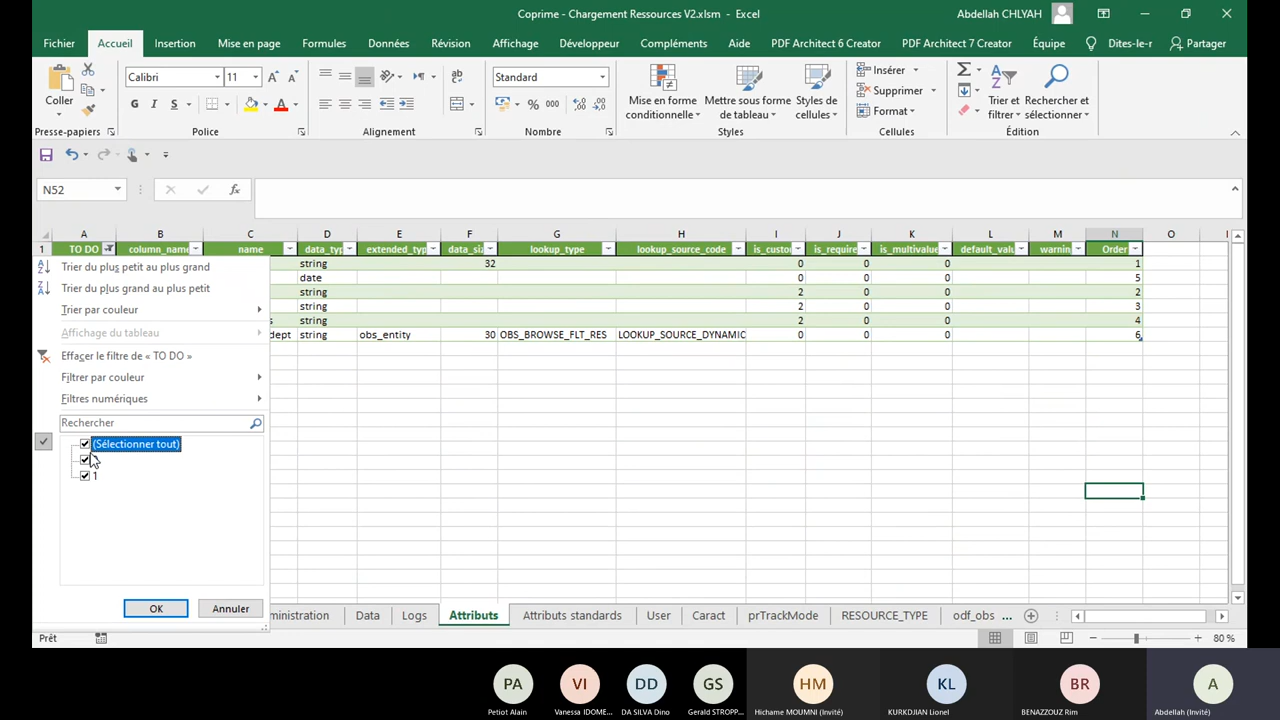 Coprime - Chargement Ressources V2.xlsm - Excel
Abdellah CHLYAH
Fichier Accueil Insertion Mise en page Formules Données Révision Affichage Développeur Compléments Aide PDF Architect 6 Creator PDF Architect 7 Creator Équipe Dites-le-r Partager
Coller
Calibri 11
Standard
Mise en forme conditionnelle
Mettre sous forme de tableau
Styles de cellules
Insérer
Supprimer
Format
Trier et filtrer
Rechercher et sélectionner
G I S
Presse-papiers Police Alignement Nombre Styles Cellules Édition
N52
fx
A B C D E F G H I J K L M N O
1 TO DO column_name name data_typ extended_typ data_si lookup_type lookup_source_code is_custo is_require is_multivalue default_valu warnin Order
string 32 0 0 0 1
date 0 0 0 5
string 2 0 0 2
string 2 0 0 3
s string 2 0 0 4
dept string obs_entity 30 OBS_BROWSE_FLT_RES LOOKUP_SOURCE_DYNAMIC 0 0 0 6
Trier du plus petit au plus grand
Trier du plus grand au plus petit
Trier par couleur
Affichage du tableau
Effacer le filtre de « TO DO »
Filtrer par couleur
Filtres numériques
Rechercher
(Sélectionner tout)
1
OK Annuler
ministration Data Logs Attributs Attributs standards User Caract prTrackMode RESOURCE_TYPE odf_obs ...
Prêt
80 %
PA VI DD GS HM KL BR A
Petiot Alain
Vanessa IDOME...
DA SILVA Dino
Gerald STROPP...
Hichame MOUMNI (Invité)
KURKDJIAN Lionel
BENAZZOUZ Rim
Abdellah (Invité)